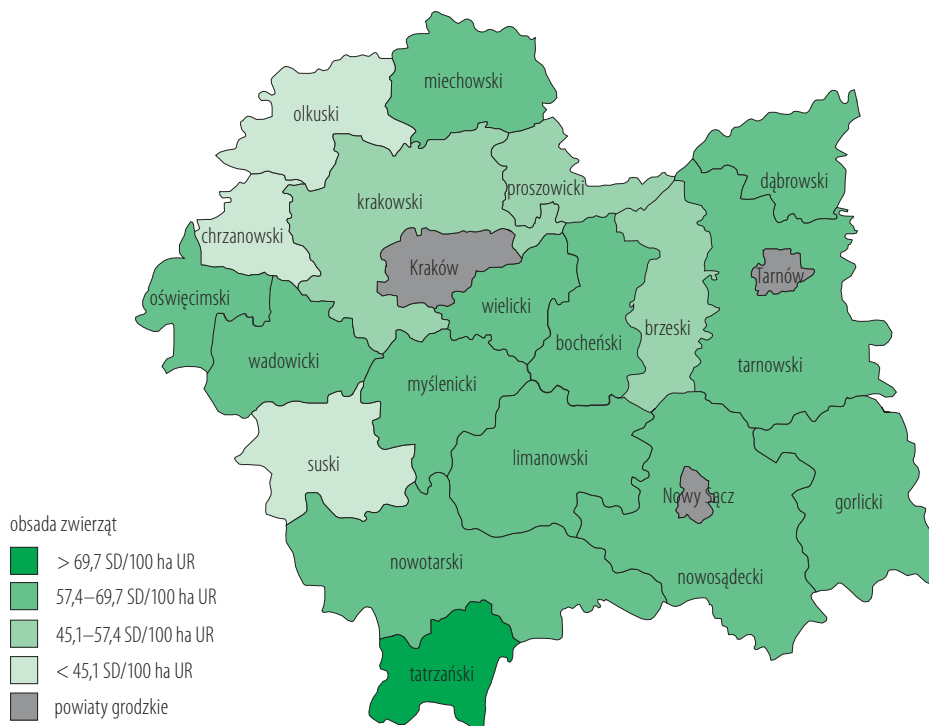 miechowski
olkuski
dąbrowski
proszowicki
krakowski
chrzanowski
Kraków
Tarnów
oświęcimski
wielicki
brzeski
bocheński
wadowicki
tarnowski
myślenicki
limanowski
suski
Nowy Sącz
gorlicki
nowotarski
nowosądecki
tatrzański
obsada zwierząt
> 69,7 SD/100 ha UR
57,4–69,7 SD/100 ha UR
45,1–57,4 SD/100 ha UR
< 45,1 SD/100 ha UR
powiaty grodzkie